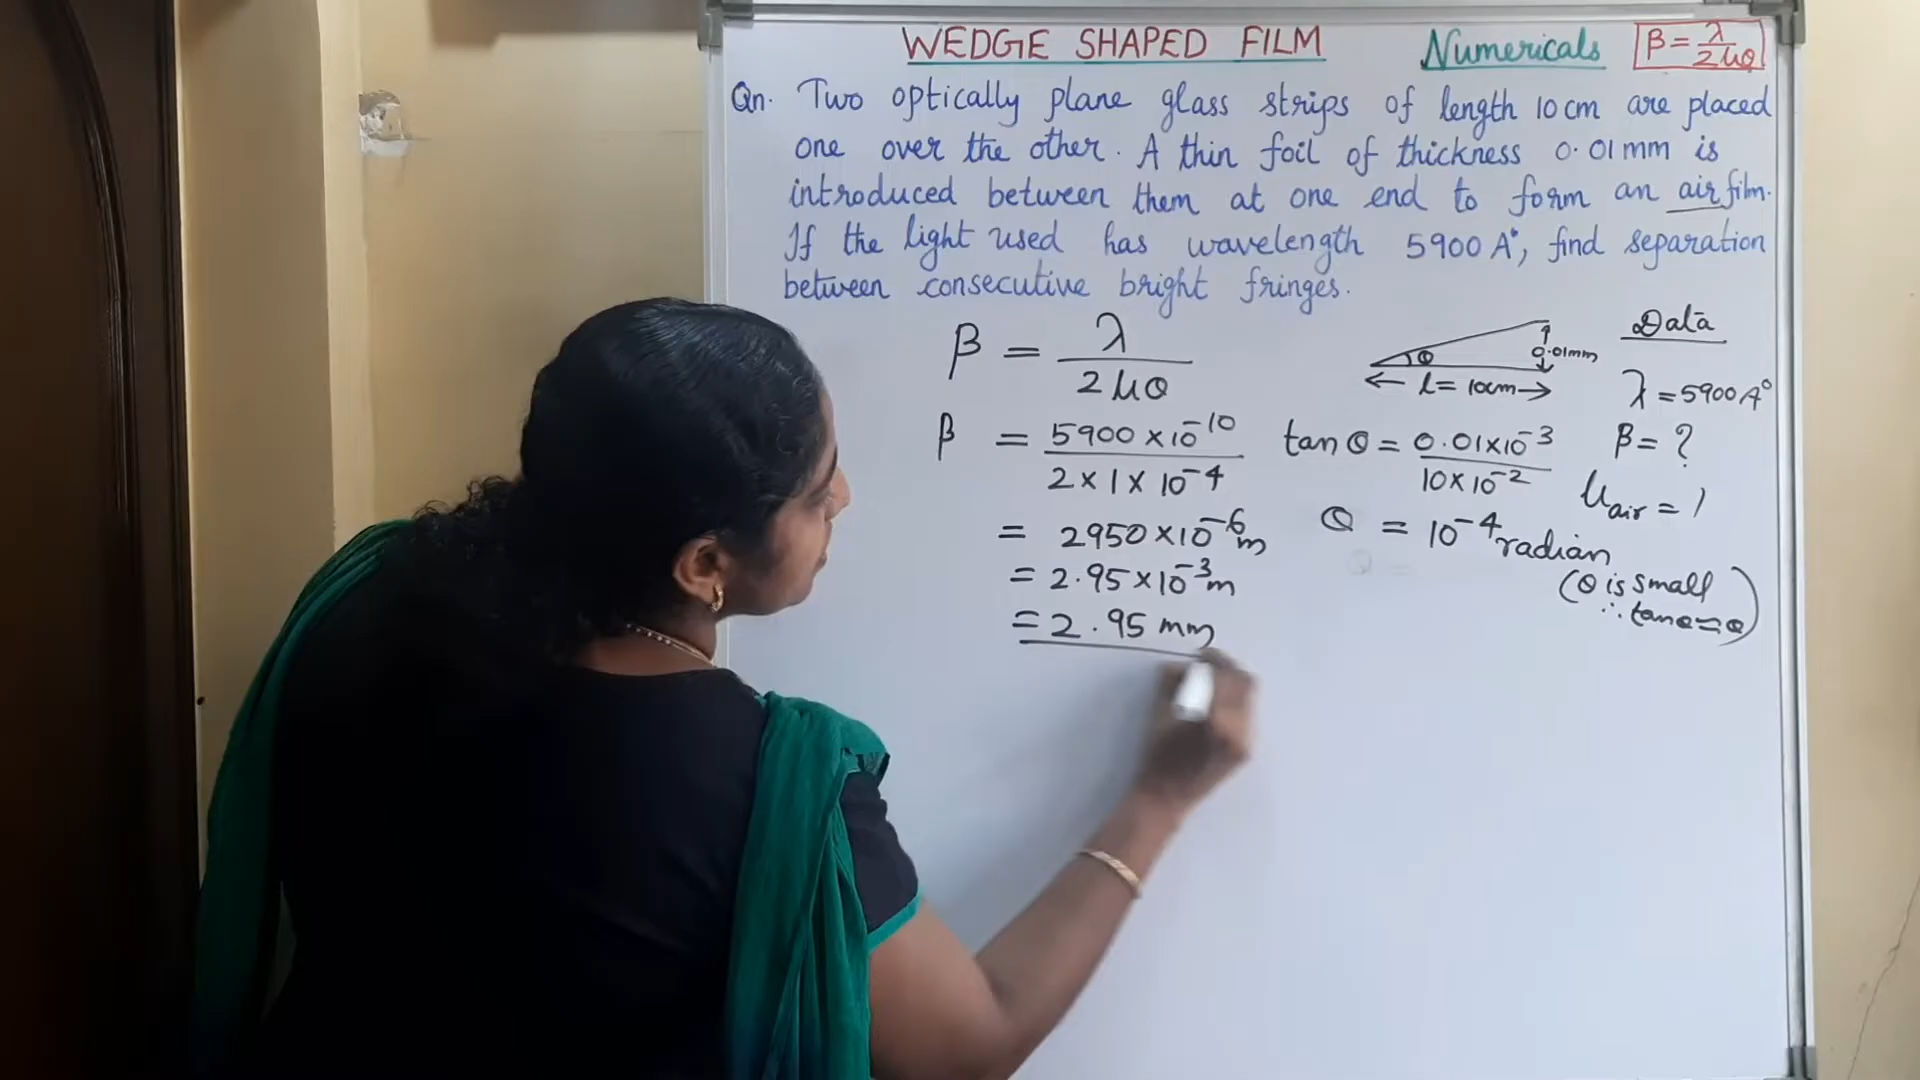 WEDGE SHAPED FILM Numericals β = λ/2μθ
Qn. Two optically plane glass strips of length 10cm are placed
one over the other. A thin foil of thickness 0.01mm is
introduced between them at one end to form an air film.
If the light used has wavelength 5900 A°, find separation
between consecutive bright fringes.
β = λ/2μθ
β = 5900 × 10⁻¹⁰/2 × 1 × 10⁻⁴
= 2950 × 10⁻⁶ m
= 2.95 × 10⁻³ m
= 2.95 mm
θ
0.01mm
l = 10cm
tan θ = 0.01×10⁻³/10×10⁻²
θ = 10⁻⁴ radian
(θ is small
∴ tanθ = θ)
Data
λ = 5900 A°
β = ?
μair = 1